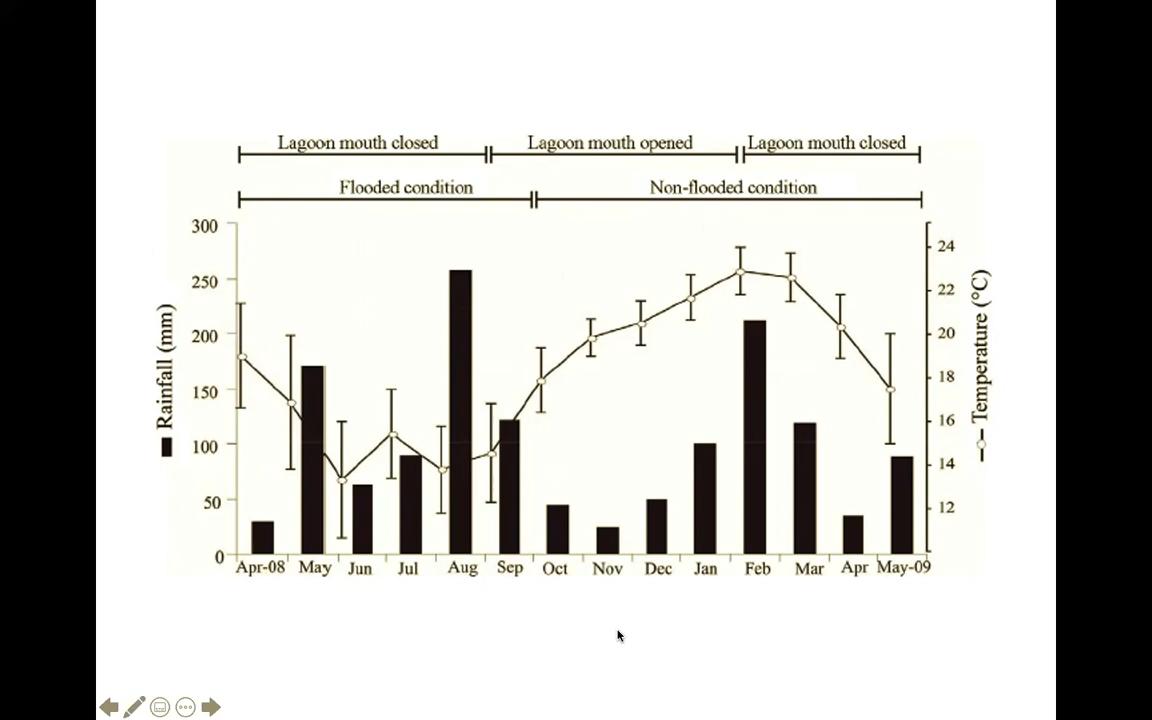 Lagoon mouth closed
Lagoon mouth opened
Lagoon mouth closed
Flooded condition
Non-flooded condition
Rainfall (mm)
300
250
200
150
100
50
0
24
22
20
18
16
14
12
Temperature (°C)
Apr-08 May Jun Jul Aug Sep Oct Nov Dec Jan Feb Mar Apr May-09